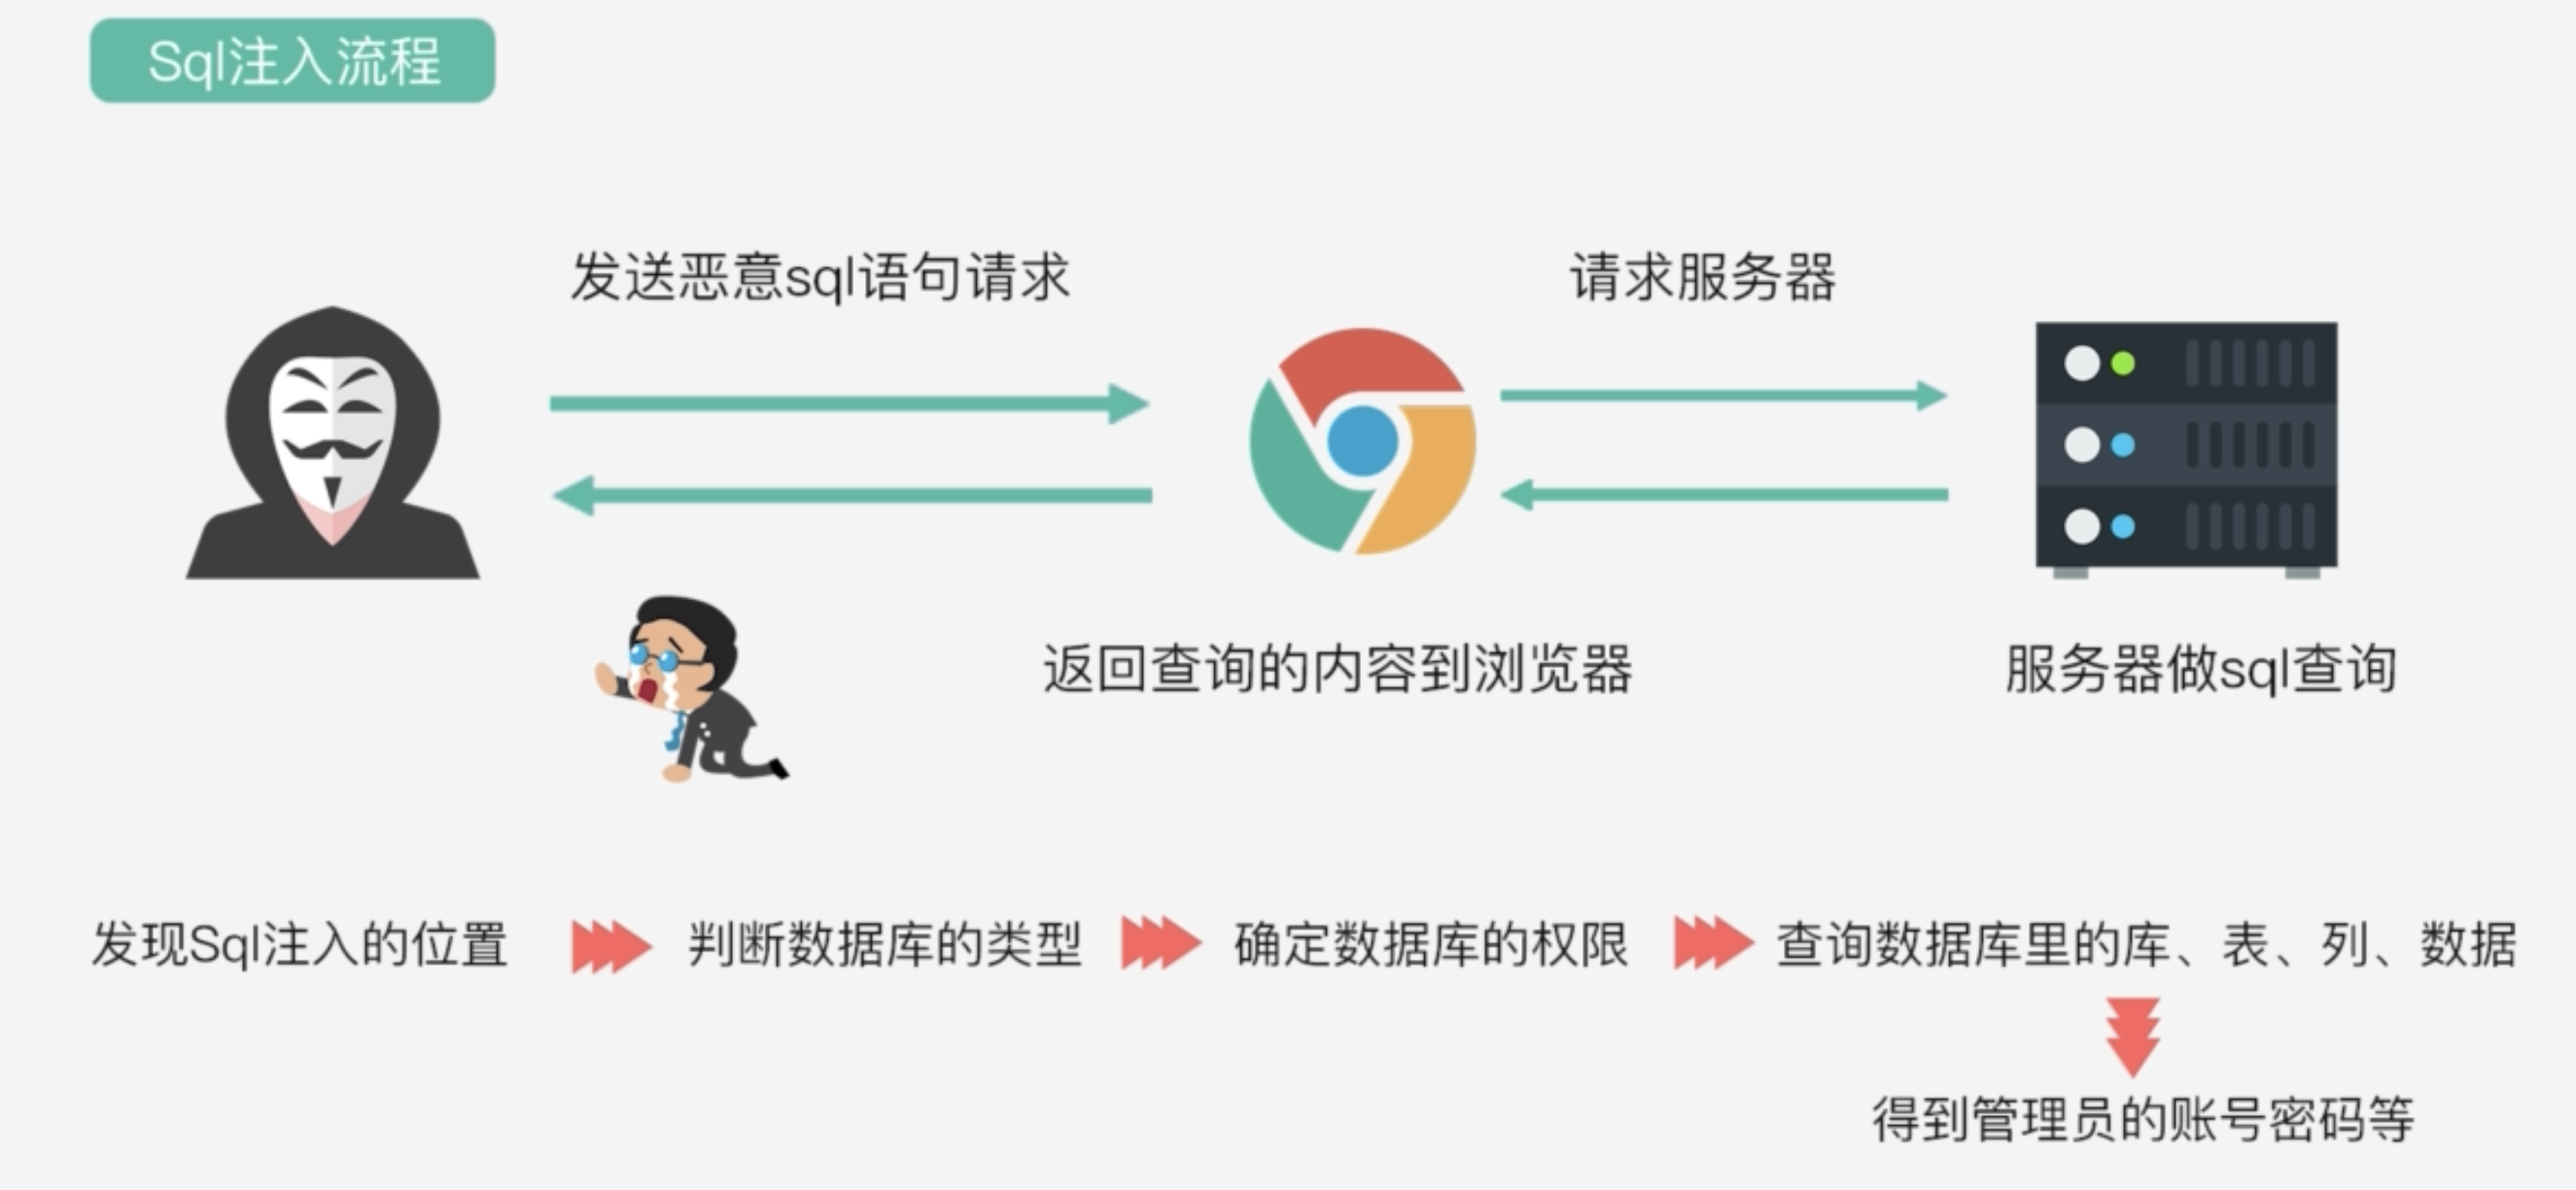 Sql注入流程
发送恶意sql语句请求
请求服务器
返回查询的内容到浏览器
服务器做sql查询
发现Sql注入的位置
判断数据库的类型
确定数据库的权限
查询数据库里的库、表、列、数据
得到管理员的账号密码等